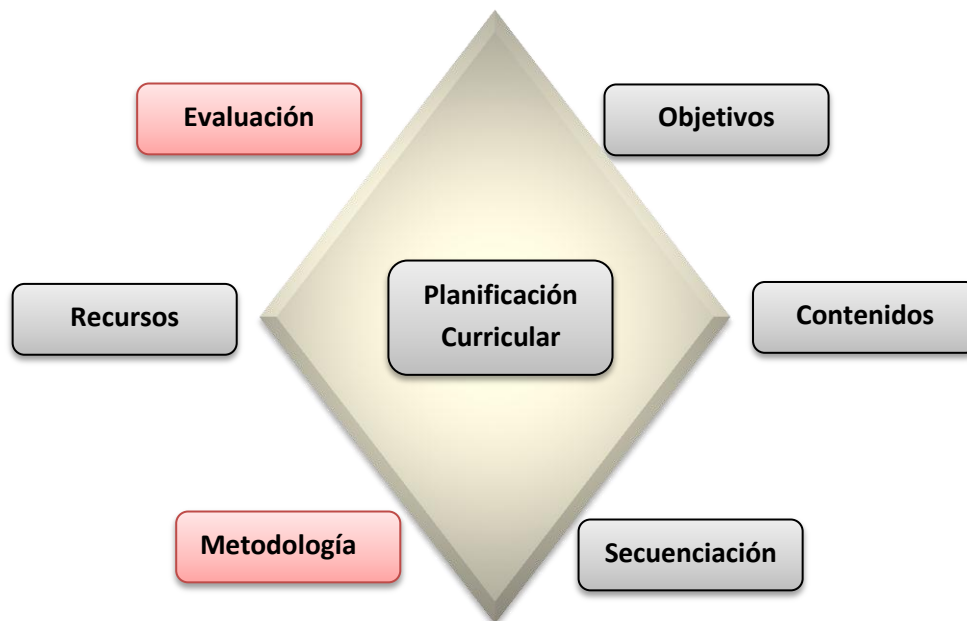 Evaluación
Objetivos
Recursos
Planificación
Curricular
Contenidos
Metodología
Secuenciación